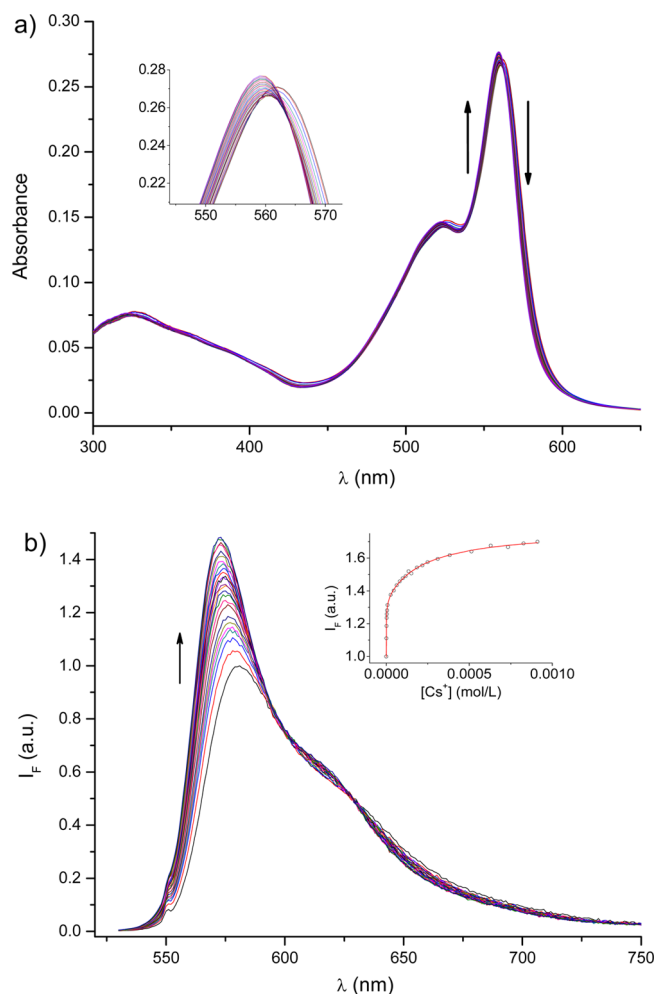 a)
0.30
0.25
0.20
0.15
0.10
0.05
0.00
Absorbance
0.28
0.26
0.24
0.22
550 560 570
300 400 500 600
λ (nm)
b)
1.4
1.2
1.0
0.8
0.6
0.4
0.2
0.0
I_F (a.u.)
1.6
1.4
1.2
1.0
I_F (a.u.)
0.0000 0.0005 0.0010
[Cs⁺] (mol/L)
550 600 650 700 750
λ (nm)